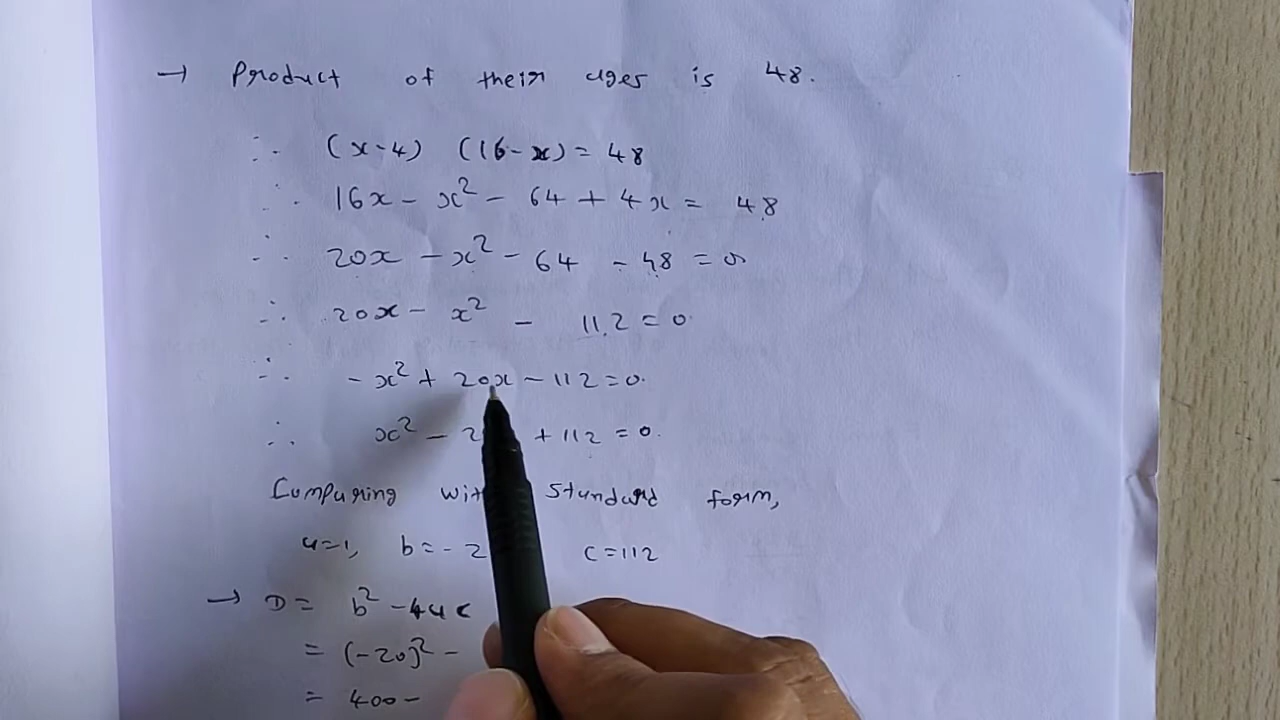 → Product of their ages is 48.
∴ (x-4) (16-x) = 48
∴ 16x - x² - 64 + 4x = 48
∴ 20x - x² - 64 - 48 = 0
∴ 20x - x² - 112 = 0
∴ - x² + 20x - 112 = 0.
∴ x² - 2 + 112 = 0.
Comparing with standard form,
a=1, b = - 2 c = 112
→ D = b² - 4ac
= (-20)² -
= 400 -